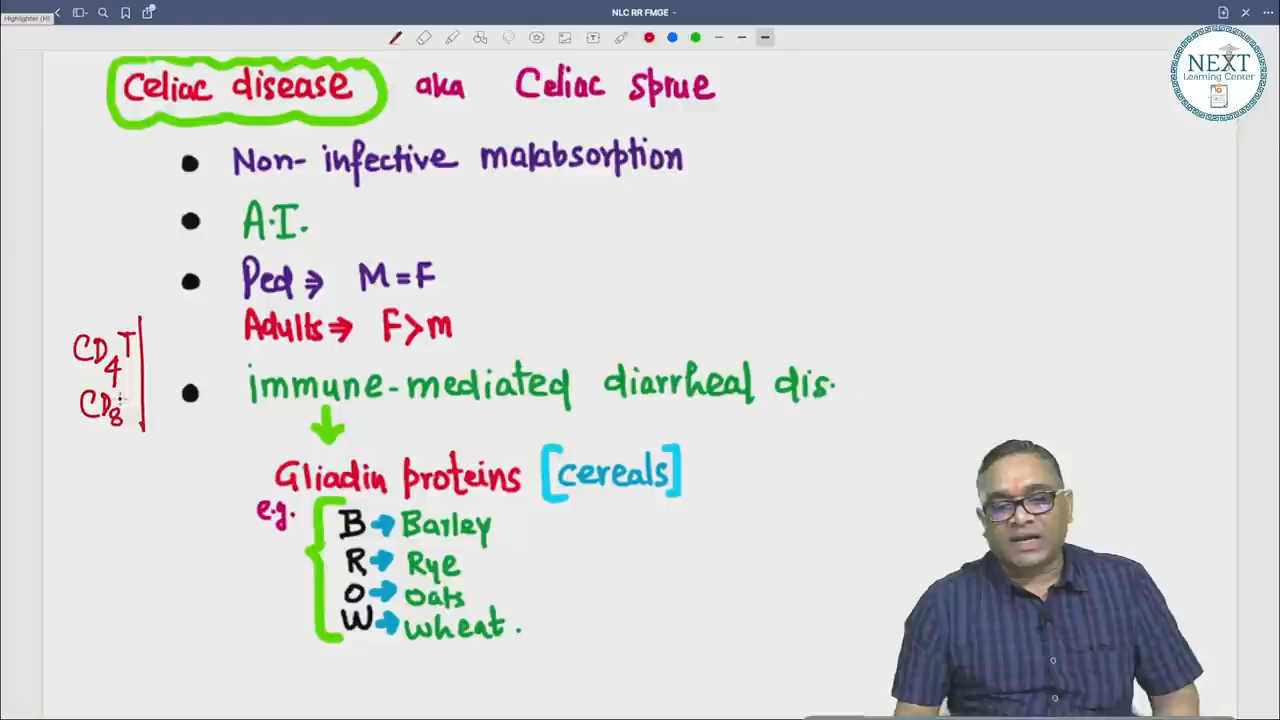 Highlighter (H)
NLC RR FMGE
NEXT
Learning Center
Celiac disease aka Celiac sprue
Non-infective malabsorption
A.I.
Ped ⇒ M=F
Adults ⇒ F>m
CD4 T
CD8
immune-mediated diarrheal dis.
Gliadin proteins [cereals]
e.g.
B → Barley
R → Rye
O → oats
W → wheat.